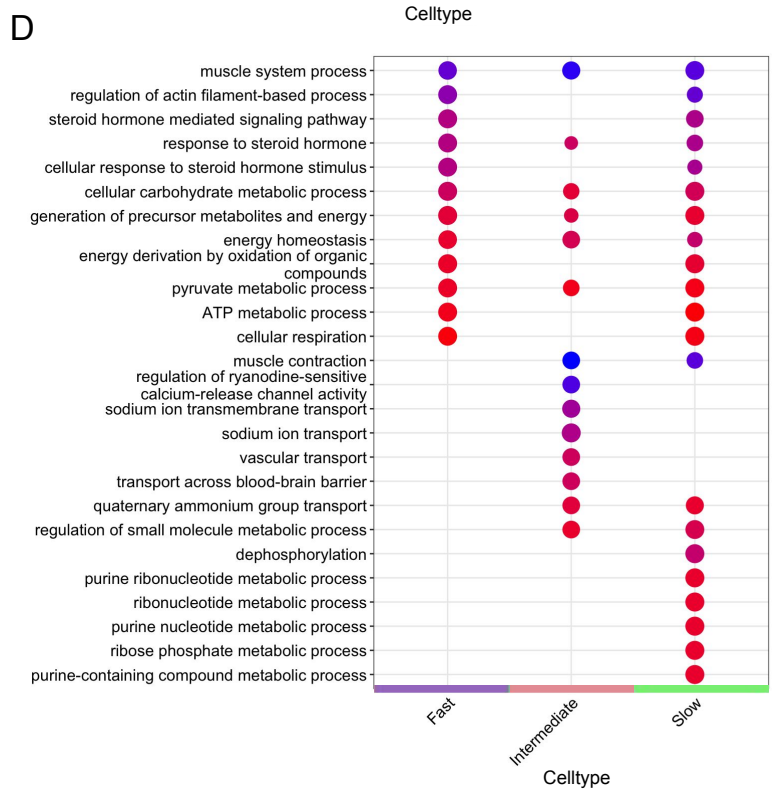 Celltype
D
muscle system process
regulation of actin filament-based process
steroid hormone mediated signaling pathway
response to steroid hormone
cellular response to steroid hormone stimulus
cellular carbohydrate metabolic process
generation of precursor metabolites and energy
energy homeostasis
energy derivation by oxidation of organic
compounds
pyruvate metabolic process
ATP metabolic process
cellular respiration
muscle contraction
regulation of ryanodine-sensitive
calcium-release channel activity
sodium ion transmembrane transport
sodium ion transport
vascular transport
transport across blood-brain barrier
quaternary ammonium group transport
regulation of small molecule metabolic process
dephosphorylation
purine ribonucleotide metabolic process
ribonucleotide metabolic process
purine nucleotide metabolic process
ribose phosphate metabolic process
purine-containing compound metabolic process
Fast
Intermediate
Slow
Celltype